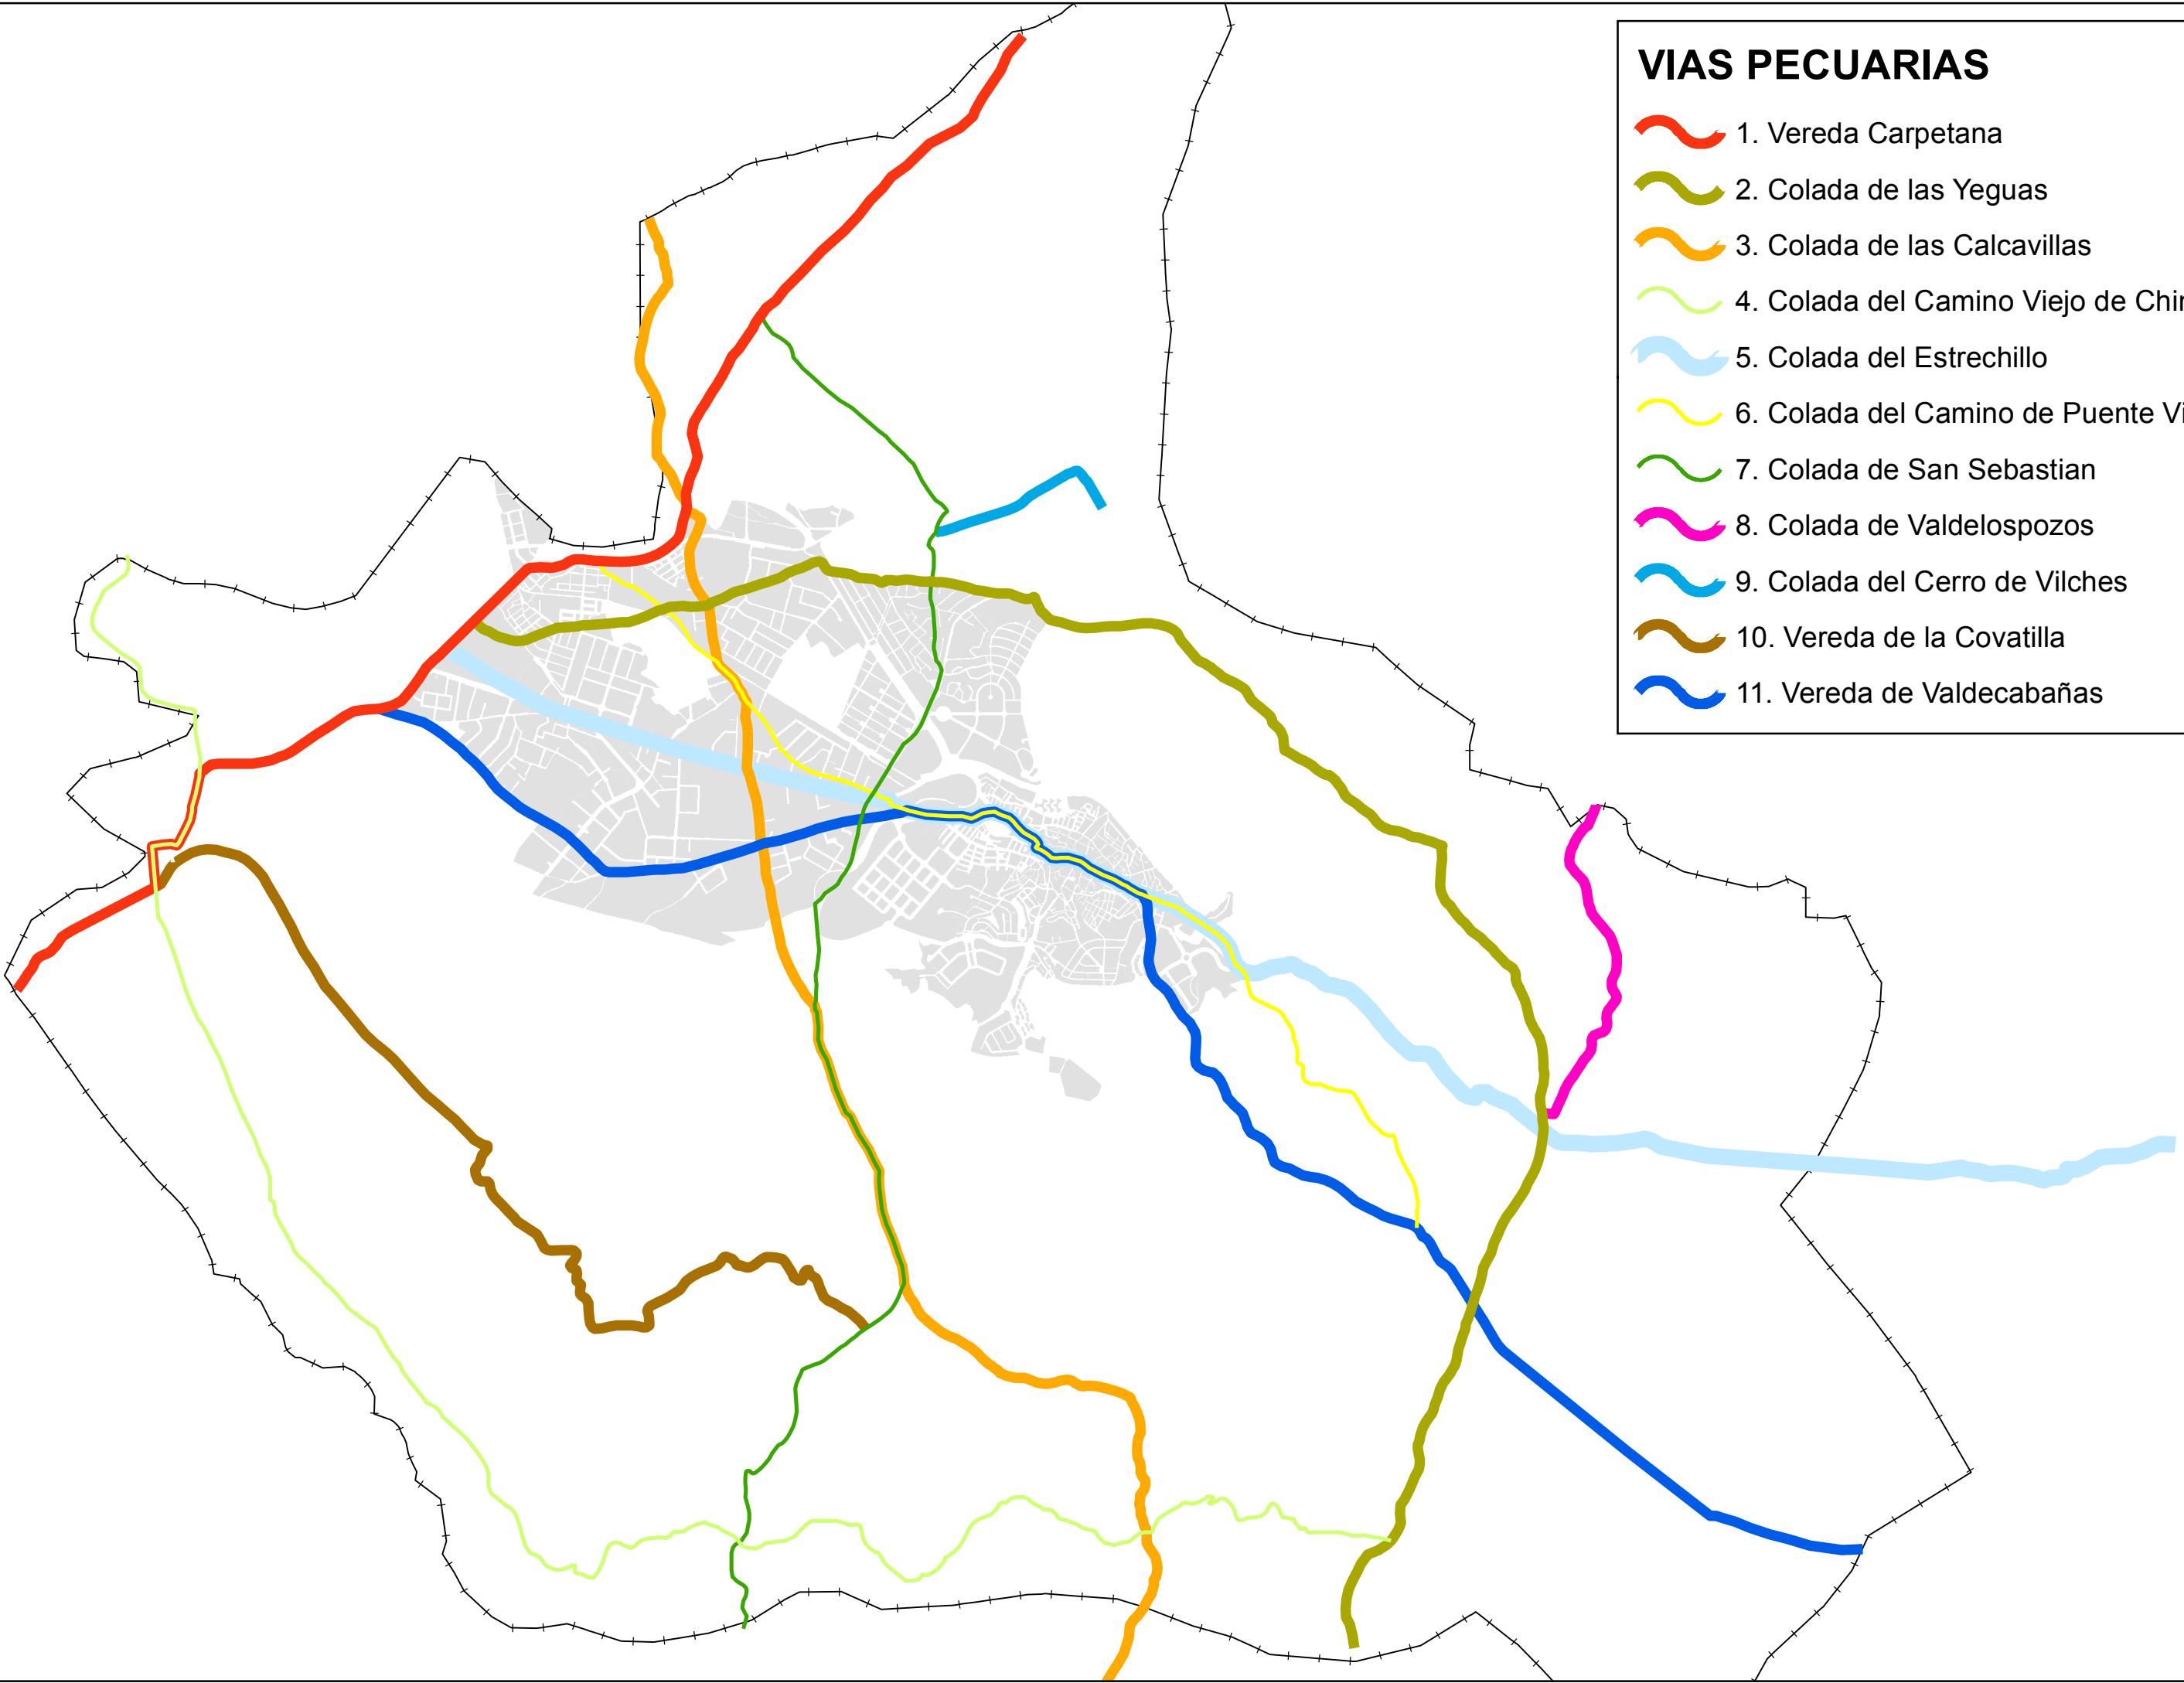 VIAS PECUARIAS
1. Vereda Carpetana
2. Colada de las Yeguas
3. Colada de las Calcavillas
4. Colada del Camino Viejo de
5. Colada del Estrechillo
6. Colada del Camino de Puente
7. Colada de San Sebastian
8. Colada de Valdelospozos
9. Colada del Cerro de Vilches
10. Vereda de la Covatilla
11. Vereda de Valdecabañas